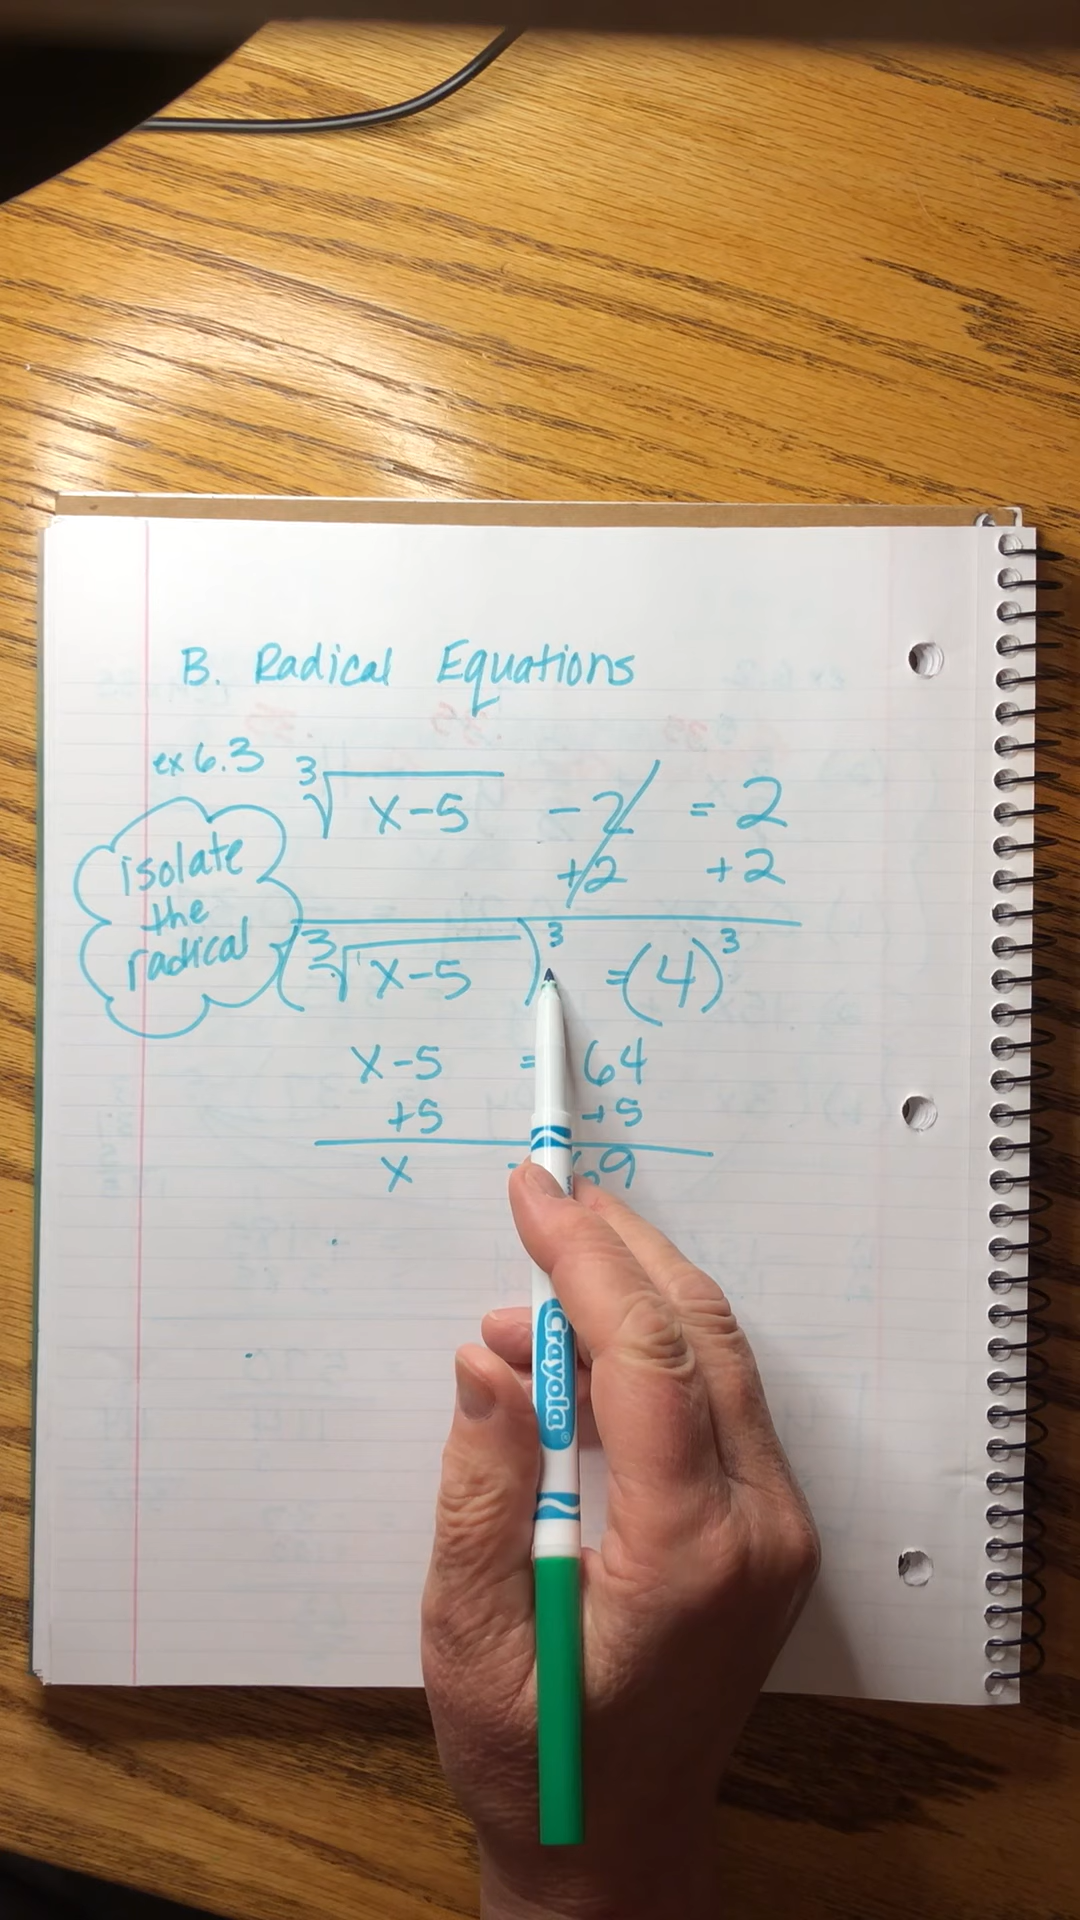 B. Radical Equations
ex 6.3
∛(x-5) - 2 = 2
+2 +2
isolate
the
radical
(∛(x-5))³ = (4)³
x-5 = 64
+5 +5
x = 69
Crayola®